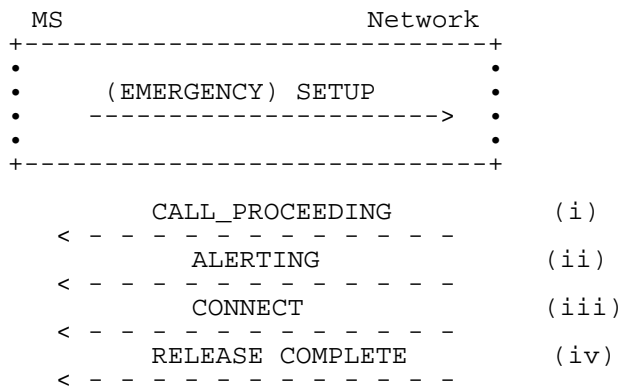 MS Network
+-----------------------------+
• •
• (EMERGENCY) SETUP •
• ----------------------> •
• •
+-----------------------------+
CALL_PROCEEDING (i)
< - - - - - - - - - - - -
ALERTING (ii)
< - - - - - - - - - - - -
CONNECT (iii)
< - - - - - - - - - - - -
RELEASE COMPLETE (iv)
< - - - - - - - - - - - -